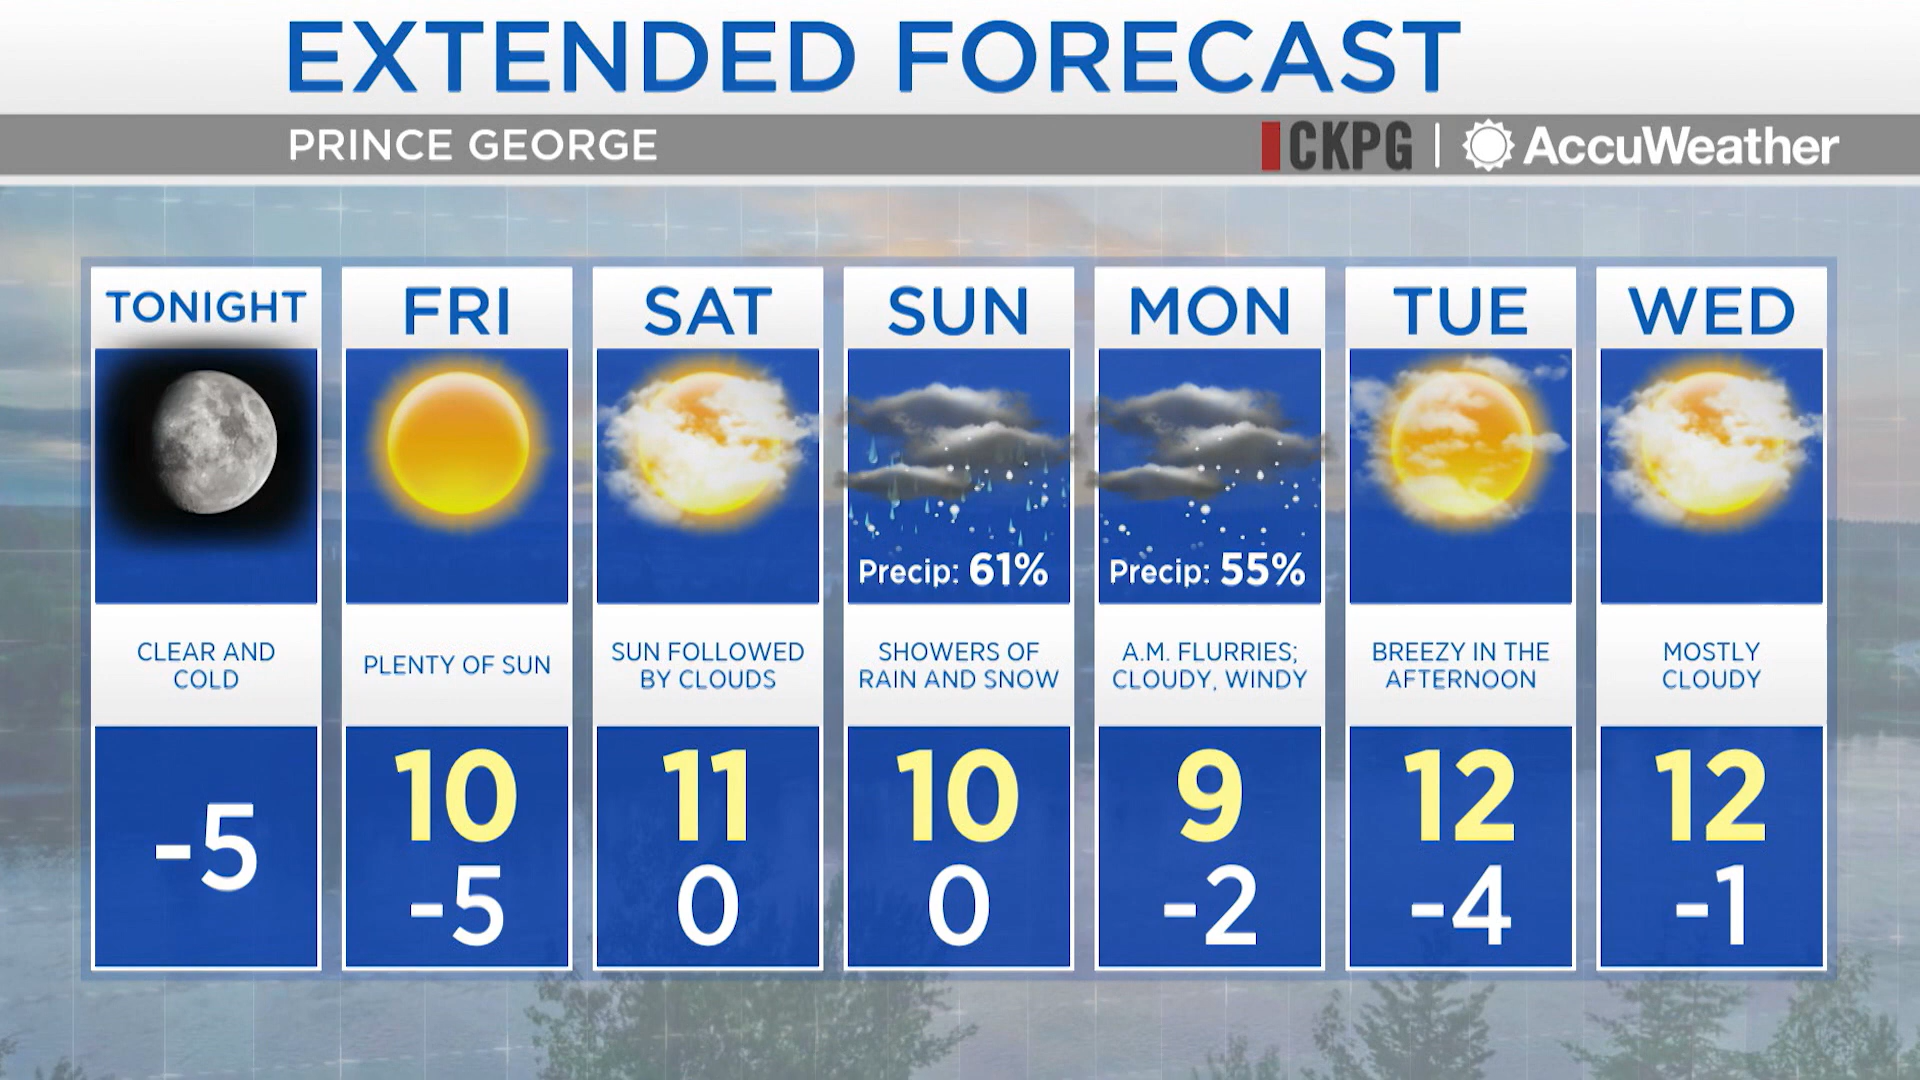 EXTENDED FORECAST
PRINCE GEORGE
CKPG | AccuWeather
TONIGHT
CLEAR AND
COLD
-5
FRI
PLENTY OF SUN
10
-5
SAT
SUN FOLLOWED
BY CLOUDS
11
0
SUN
Precip: 61%
SHOWERS OF
RAIN AND SNOW
10
0
MON
Precip: 55%
A.M. FLURRIES;
CLOUDY, WINDY
9
-2
TUE
BREEZY IN THE
AFTERNOON
12
-4
WED
MOSTLY
CLOUDY
12
-1